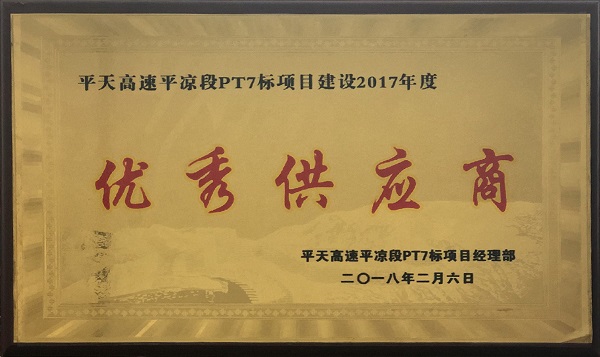 平天高速平凉段PT7标项目建设2017年度
优秀供应商
平天高速平凉段PT7标项目经理部
二〇一八年二月六日